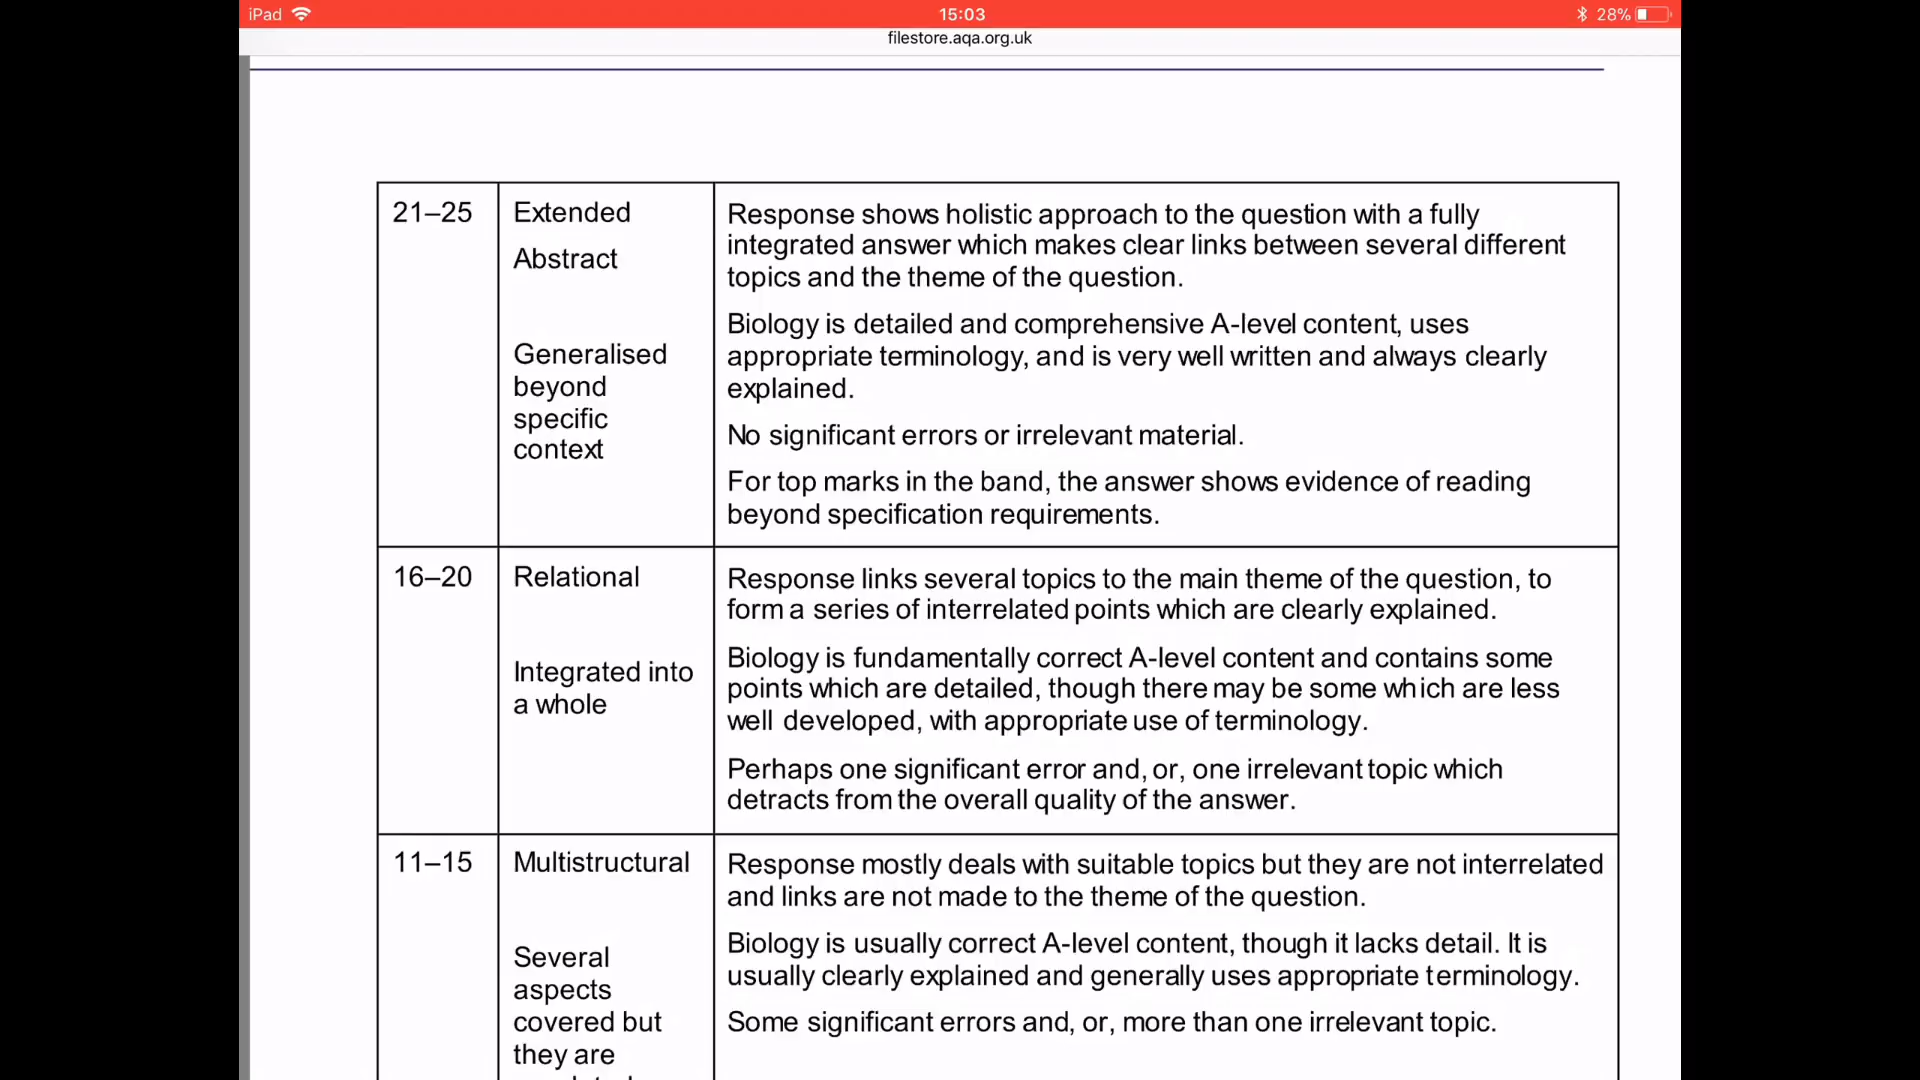 iPad
15:03
28%
filestore.aqa.org.uk
21–25
Extended
Abstract
Generalised
beyond
specific
context
Response shows holistic approach to the question with a fully
integrated answer which makes clear links between several different
topics and the theme of the question.
Biology is detailed and comprehensive A-level content, uses
appropriate terminology, and is very well written and always clearly
explained.
No significant errors or irrelevant material.
For top marks in the band, the answer shows evidence of reading
beyond specification requirements.
16–20
Relational
Integrated into
a whole
Response links several topics to the main theme of the question, to
form a series of interrelated points which are clearly explained.
Biology is fundamentally correct A-level content and contains some
points which are detailed, though there may be some which are less
well developed, with appropriate use of terminology.
Perhaps one significant error and, or, one irrelevant topic which
detracts from the overall quality of the answer.
11–15
Multistructural
Several
aspects
covered but
they are
Response mostly deals with suitable topics but they are not interrelated
and links are not made to the theme of the question.
Biology is usually correct A-level content, though it lacks detail. It is
usually clearly explained and generally uses appropriate terminology.
Some significant errors and, or, more than one irrelevant topic.